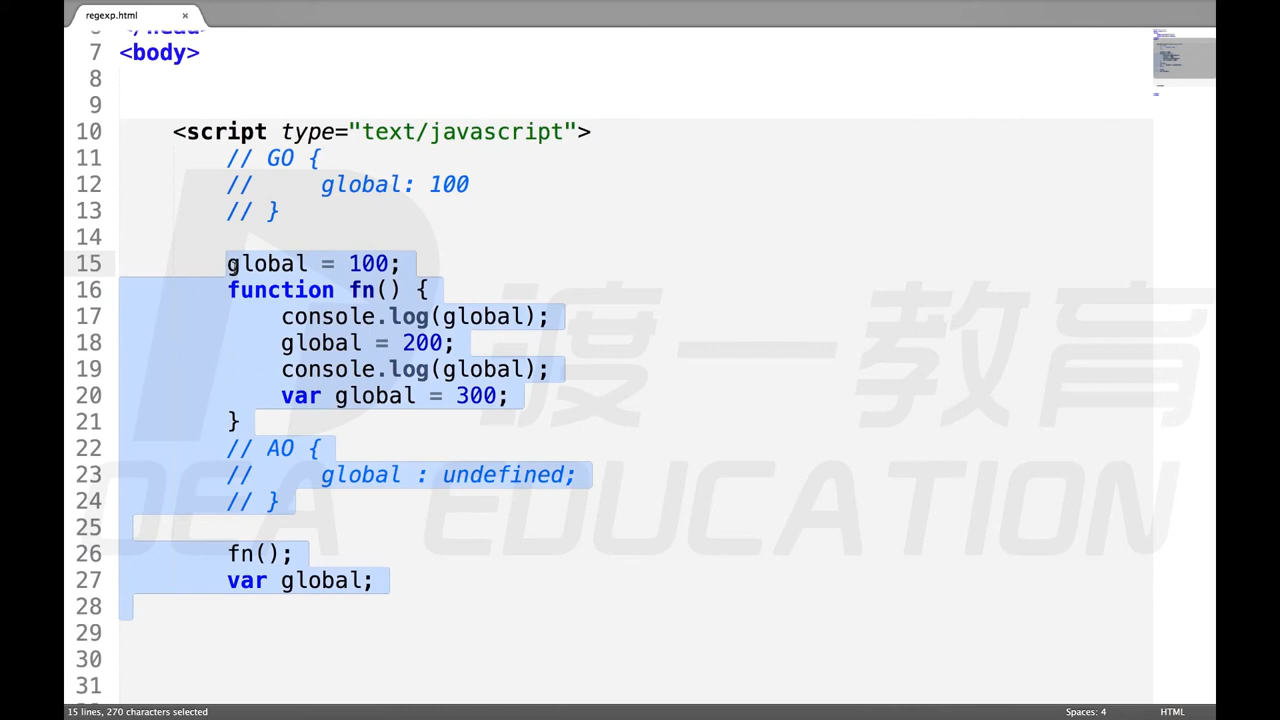 regexp.html ×
6 </head>
7 <body>
8
9
10 <script type="text/javascript">
11 // GO {
12 // global: 100
13 // }
14
15 global = 100;
16 function fn() {
17 console.log(global);
18 global = 200;
19 console.log(global);
20 var global = 300;
21 }
22 // AO {
23 // global : undefined;
24 // }
25
26 fn();
27 var global;
28
29
30
31
渡一教育
DEA EDUCATION
15 lines, 270 characters selected
Spaces: 4
HTML